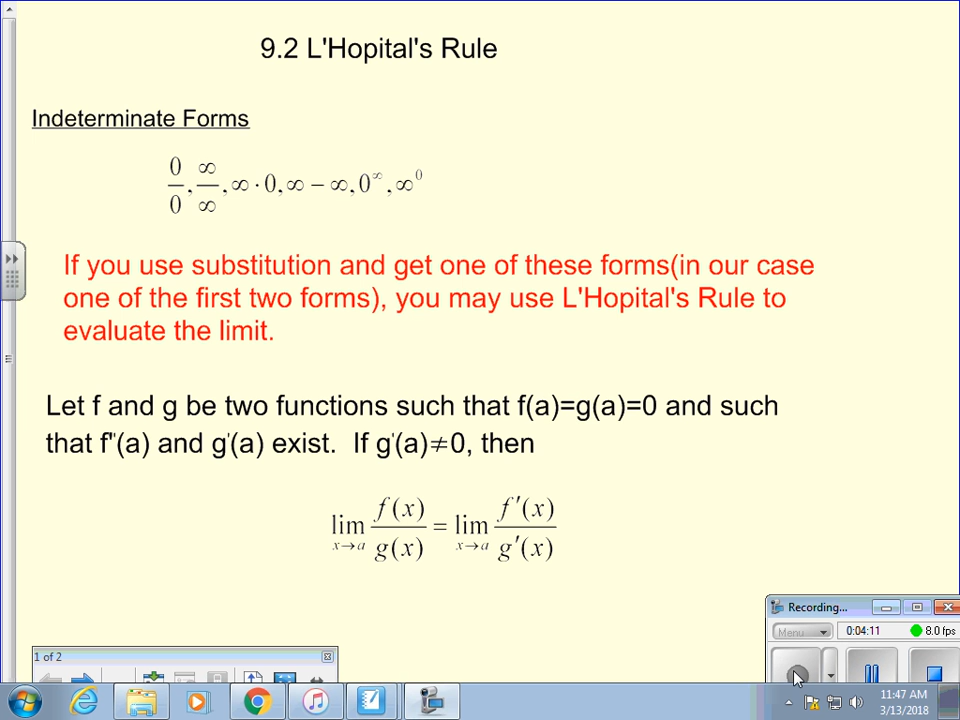 9.2 L'Hopital's Rule
Indeterminate Forms
0/0, ∞/∞, ∞ · 0, ∞ − ∞, 0^∞, ∞^0
If you use substitution and get one of these forms(in our case
one of the first two forms), you may use L'Hopital's Rule to
evaluate the limit.
Let f and g be two functions such that f(a)=g(a)=0 and such
that f''(a) and g'(a) exist. If g'(a)≠0, then
lim x→a f(x)/g(x) = lim x→a f′(x)/g′(x)
Recording...
Menu 0:04:11 8.0 fps
1 of 2
11:47 AM
3/13/2018